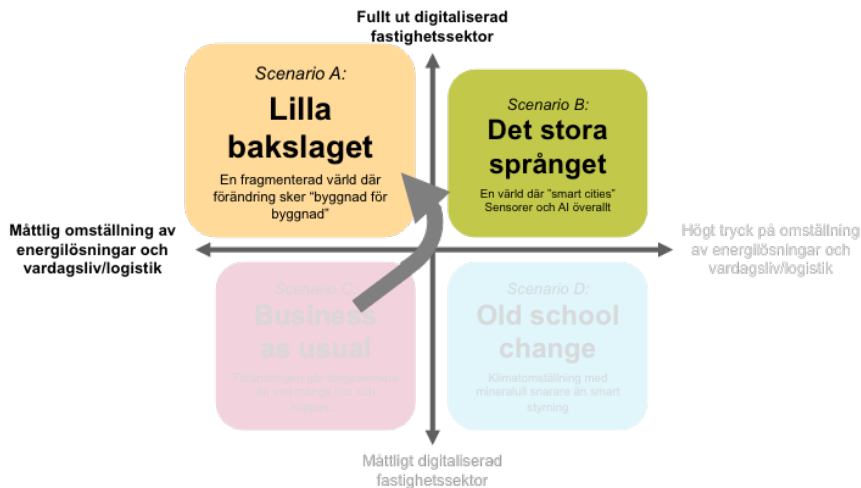 Fullt ut digitaliserad
fastighetssektor
Scenario A:
Lilla
bakslaget
En fragmenterad värld där
förändring sker “byggnad för
byggnad”
Scenario B:
Det stora
språnget
En värld där ”smart cities”
Sensorer och AI överallt
Måttlig omställning av
energilösningar och
vardagsliv/logistik
Högt tryck på omställning
av energilösningar och
vardagsliv/logistik
Scenario C:
Business
as usual
Scenario D:
Old school
change
Klimatomställning med
mineralull snarare än smart
styrning
Måttligt digitaliserad
fastighetssektor